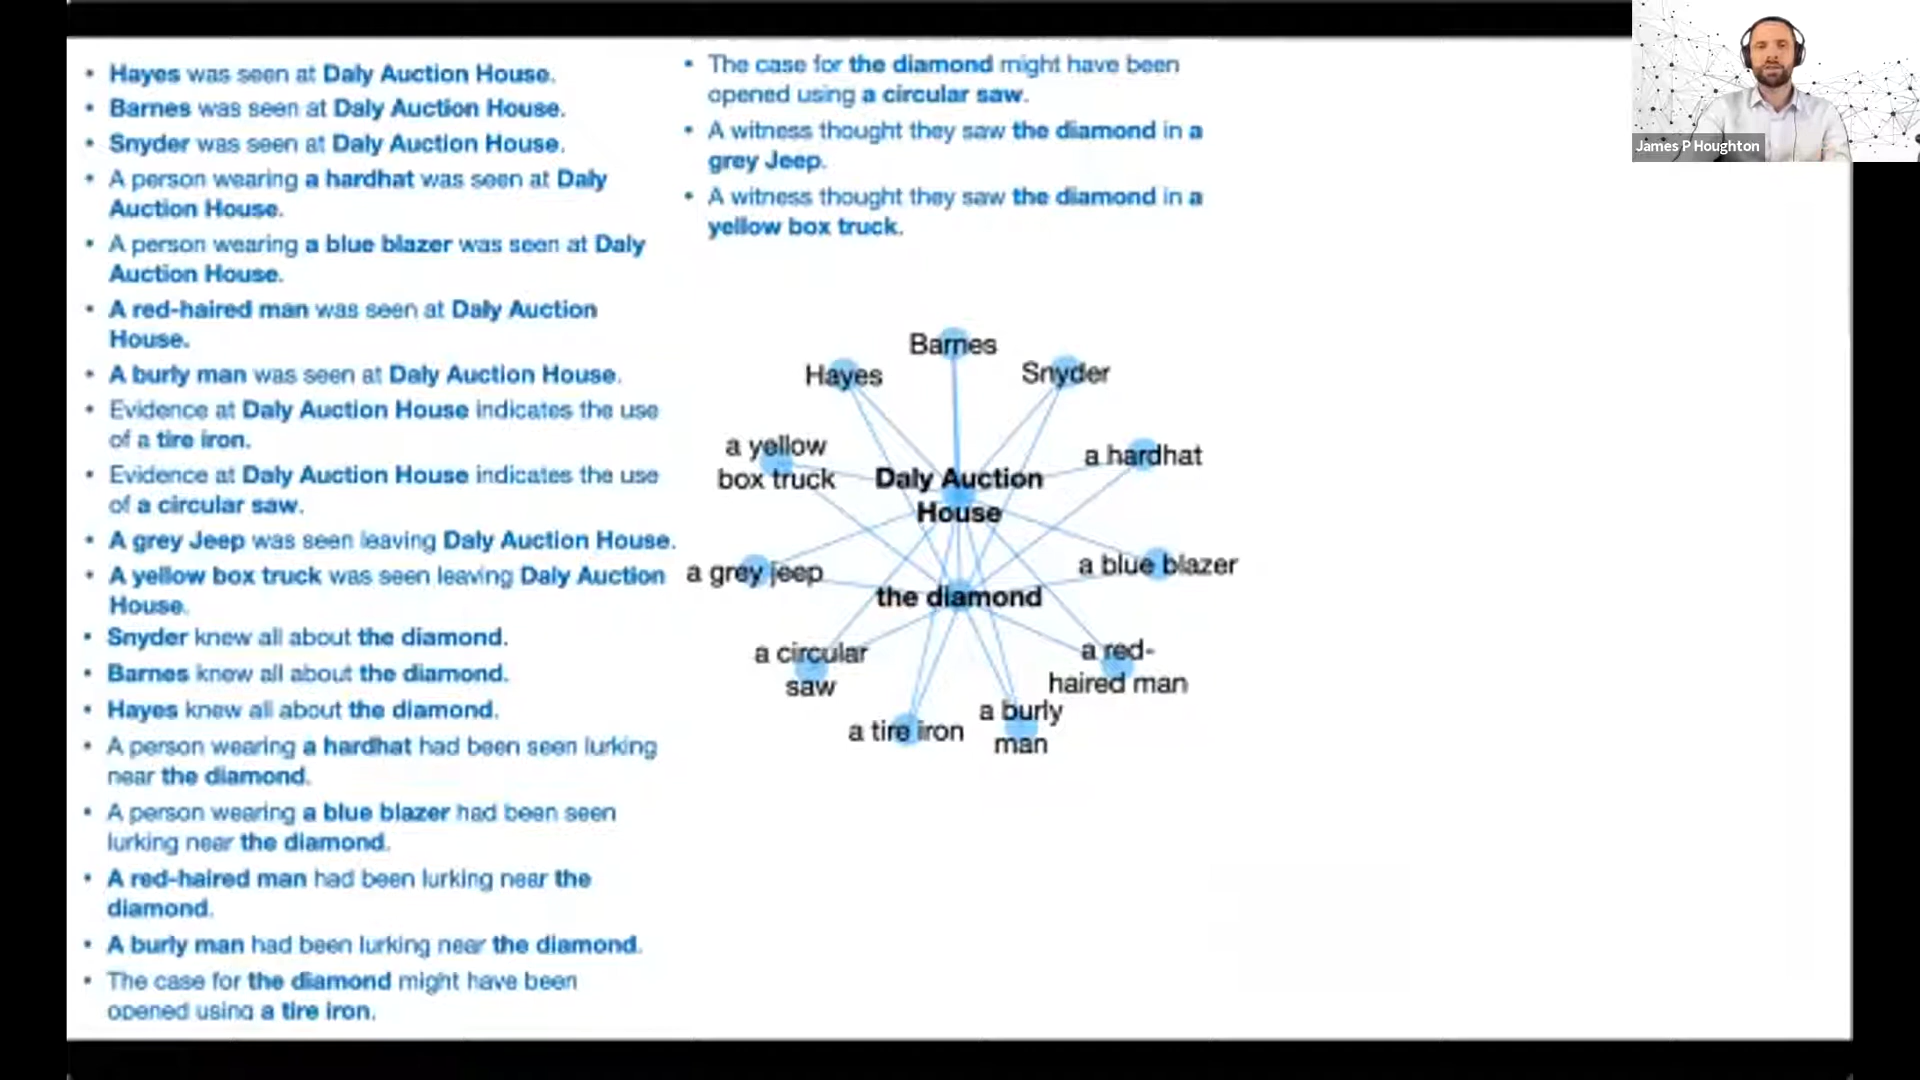 • Hayes was seen at Daly Auction House.
• Barnes was seen at Daly Auction House.
• Snyder was seen at Daly Auction House.
• A person wearing a hardhat was seen at Daly
Auction House.
• A person wearing a blue blazer was seen at Daly
Auction House.
• A red-haired man was seen at Daly Auction
House.
• A burly man was seen at Daly Auction House.
• Evidence at Daly Auction House indicates the use
of a tire iron.
• Evidence at Daly Auction House indicates the use
of a circular saw.
• A grey Jeep was seen leaving Daly Auction House.
• A yellow box truck was seen leaving Daly Auction
House.
• Snyder knew all about the diamond.
• Barnes knew all about the diamond.
• Hayes knew all about the diamond.
• A person wearing a hardhat had been seen lurking
near the diamond.
• A person wearing a blue blazer had been seen
lurking near the diamond.
• A red-haired man had been lurking near the
diamond.
• A burly man had been lurking near the diamond.
• The case for the diamond might have been
opened using a tire iron.
• The case for the diamond might have been
opened using a circular saw.
• A witness thought they saw the diamond in a
grey Jeep.
• A witness thought they saw the diamond in a
yellow box truck.
Barnes
Hayes
Snyder
a yellow
box truck
Daly Auction
House
a hardhat
a grey jeep
the diamond
a blue blazer
a circular
saw
a red-
haired man
a tire iron
a burly
man
James P Houghton